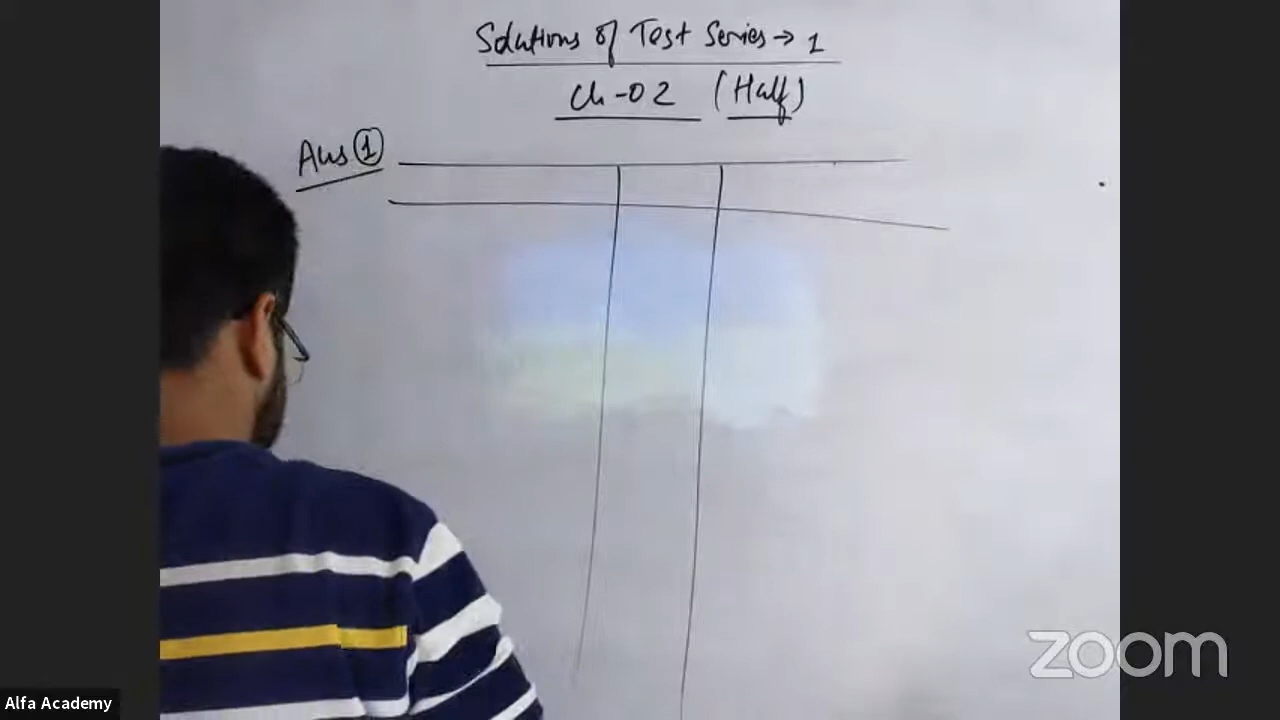 Solutions of Test Series → 1
Ch-02 (Half)
Ans ①
zoom
Alfa Academy